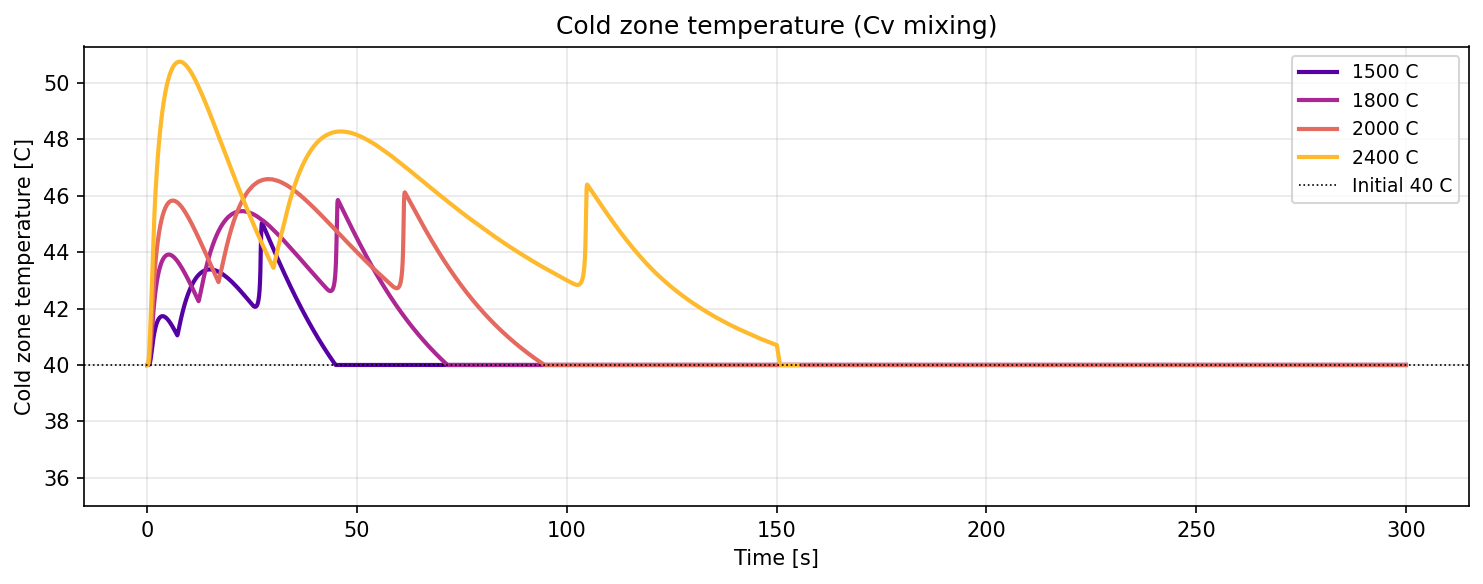 Cold zone temperature (Cv mixing)
Cold zone temperature [C]
50
48
46
44
42
40
38
36
1500 C
1800 C
2000 C
2400 C
Initial 40 C
0
50
100
150
200
250
300
Time [s]